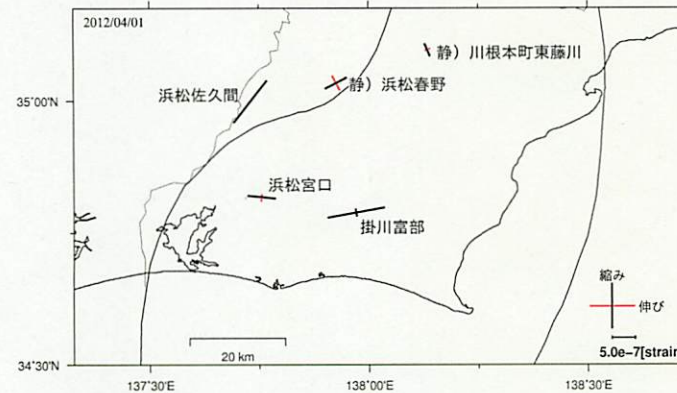 2012/04/01
静）川根本町東藤川
35°00'N
浜松佐久間
静）浜松春野
浜松宮口
掛川富部
縮み
伸び
5.0e-7[strain
20 km
34°30'N
137°30'E
138°00'E
138°30'E